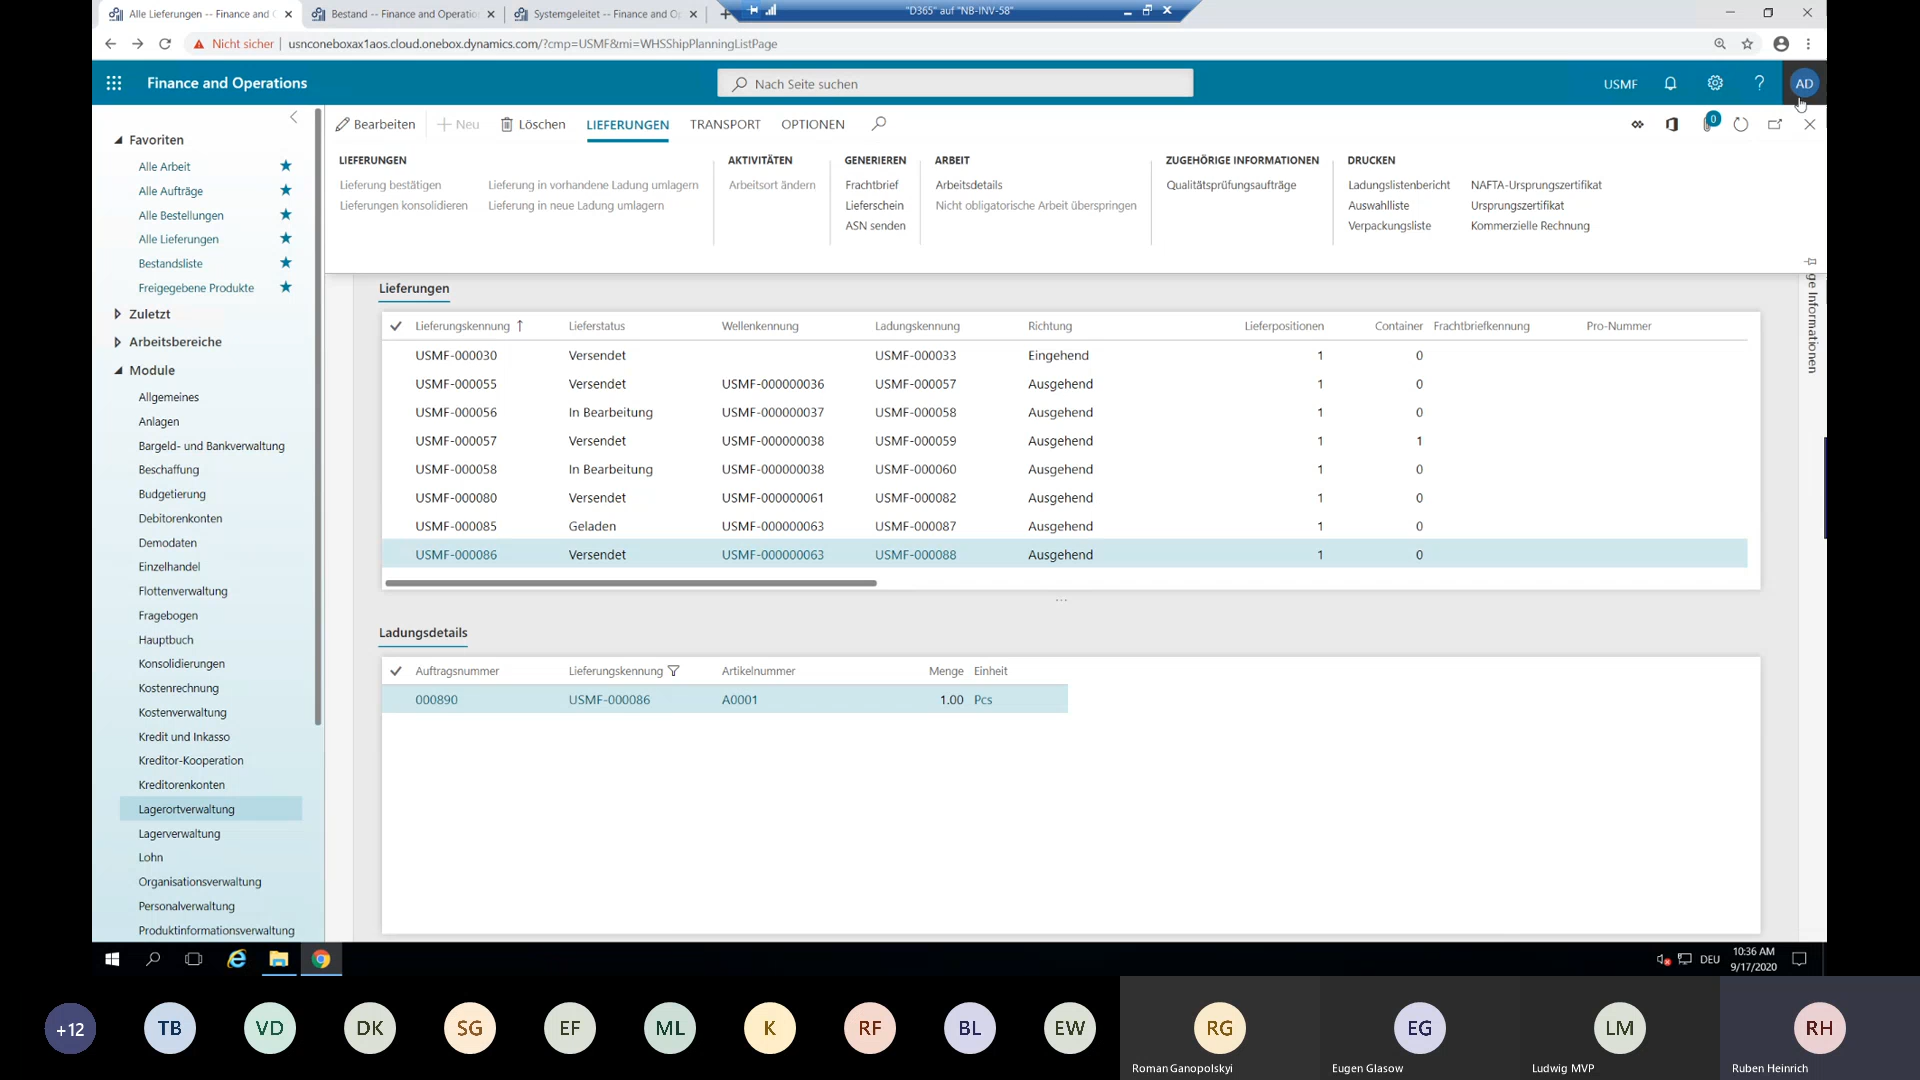 Alle Lieferungen -- Finance and O
Bestand -- Finance and Operation
Systemgeleitet -- Finance and Op
"D365" auf "NB-INV-58"
Nicht sicher
usnconeboxax1aos.cloud.onebox.dynamics.com/?cmp=USMF&mi=WHSShipPlanningListPage
Finance and Operations
Nach Seite suchen
USMF
AD
Bearbeiten
Neu
Löschen
LIEFERUNGEN
TRANSPORT
OPTIONEN
0
LIEFERUNGEN
Lieferung bestätigen
Lieferungen konsolidieren
Lieferung in vorhandene Ladung umlagern
Lieferung in neue Ladung umlagern
AKTIVITÄTEN
Arbeitsort ändern
GENERIEREN
Frachtbrief
Lieferschein
ASN senden
ARBEIT
Arbeitsdetails
Nicht obligatorische Arbeit überspringen
ZUGEHÖRIGE INFORMATIONEN
Qualitätsprüfungsaufträge
DRUCKEN
Ladungslistenbericht
Auswahlliste
Verpackungsliste
NAFTA-Ursprungszertifikat
Ursprungszertifikat
Kommerzielle Rechnung
Favoriten
Alle Arbeit
Alle Aufträge
Alle Bestellungen
Alle Lieferungen
Bestandsliste
Freigegebene Produkte
Zuletzt
Arbeitsbereiche
Module
Allgemeines
Anlagen
Bargeld- und Bankverwaltung
Beschaffung
Budgetierung
Debitorenkonten
Demodaten
Einzelhandel
Flottenverwaltung
Fragebogen
Hauptbuch
Konsolidierungen
Kostenrechnung
Kostenverwaltung
Kredit und Inkasso
Kreditor-Kooperation
Kreditorenkonten
Lagerortverwaltung
Lagerverwaltung
Lohn
Organisationsverwaltung
Personalverwaltung
Produktinformationsverwaltung
Lieferungen
Lieferungskennung Lieferstatus Wellenkennung Ladungskennung Richtung Lieferpositionen Container Frachtbriefkennung Pro-Nummer
USMF-000030 Versendet USMF-000033 Eingehend 1 0
USMF-000055 Versendet USMF-000000036 USMF-000057 Ausgehend 1 0
USMF-000056 In Bearbeitung USMF-000000037 USMF-000058 Ausgehend 1 0
USMF-000057 Versendet USMF-000000038 USMF-000059 Ausgehend 1 1
USMF-000058 In Bearbeitung USMF-000000038 USMF-000060 Ausgehend 1 0
USMF-000080 Versendet USMF-000000061 USMF-000082 Ausgehend 1 0
USMF-000085 Geladen USMF-000000063 USMF-000087 Ausgehend 1 0
USMF-000086 Versendet USMF-000000063 USMF-000088 Ausgehend 1 0
Ladungsdetails
Auftragsnummer Lieferungskennung Artikelnummer Menge Einheit
000890 USMF-000086 A0001 1.00 Pcs
ge Informationen
DEU
10:36 AM
9/17/2020
+12
TB
VD
DK
SG
EF
ML
K
RF
BL
EW
RG
Roman Ganopolskyi
EG
Eugen Glasow
LM
Ludwig MVP
RH
Ruben Heinrich